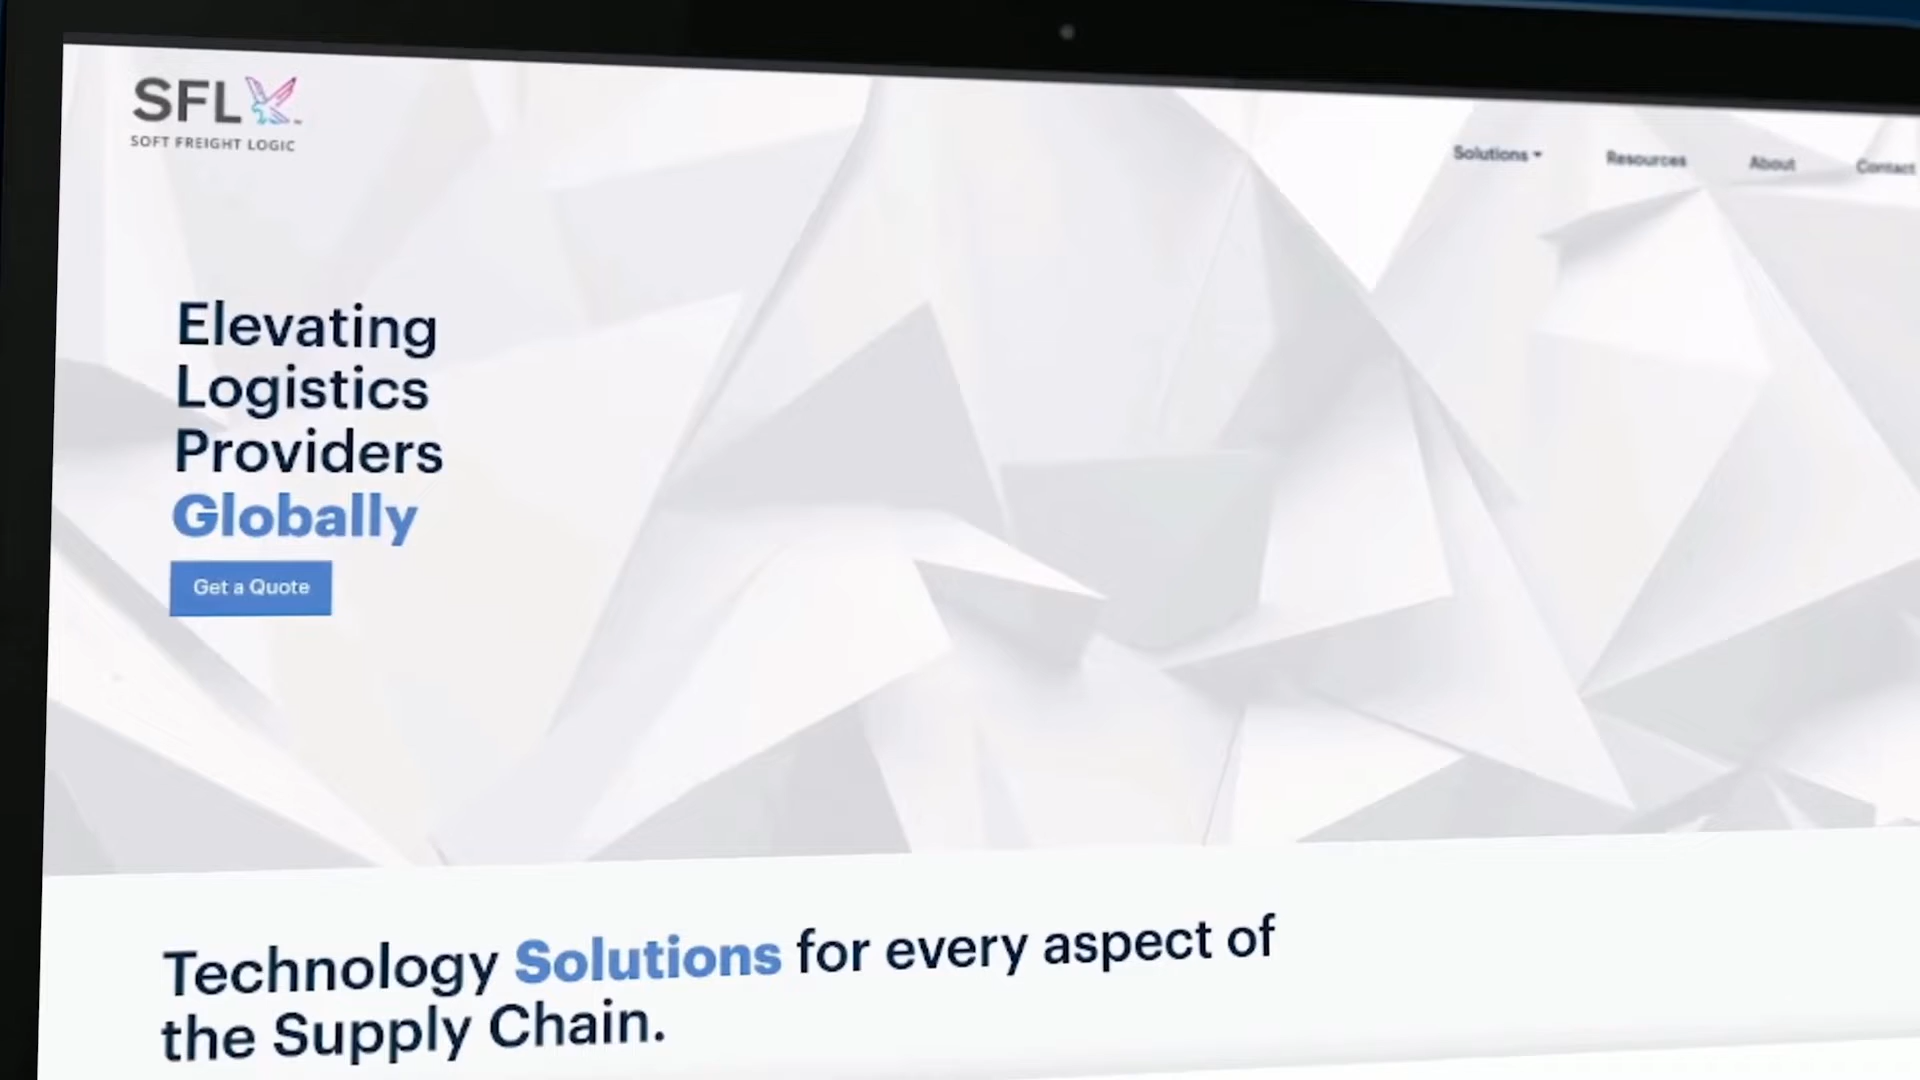 SFL
SOFT FREIGHT LOGIC
Solutions
Resources
About
Contact
Elevating
Logistics
Providers
Globally
Get a Quote
Technology Solutions for every aspect of
the Supply Chain.